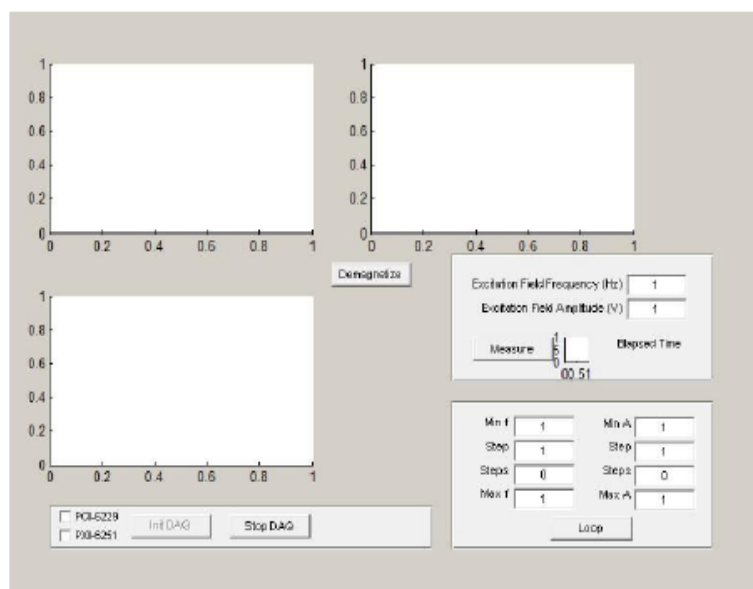 1
0.8
0.6
0.4
0.2
0
0 0.2 0.4 0.6 0.8 1
1
0.8
0.6
0.4
0.2
0
0 0.2 0.4 0.6 0.8 1
Demagnetize
1
0.8
0.6
0.4
0.2
0
0 0.2 0.4 0.6 0.8 1
Excitation Field Frequency (Hz) 1
Excitation Field Amplitude (V) 1
Measure
1
5
0
00.51
Elapsed Time
Min f 1 Min A 1
Step 1 Step 1
Steps 0 Steps 0
Max f 1 Max A 1
Loop
PCI-6229
PXI-6251
Init DAQ
Stop DAQ